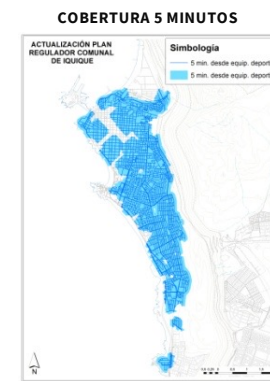 COBERTURA 5 MINUTOS
ACTUALIZACIÓN PLAN
REGULADOR COMUNAL
DE IQUIQUE
Simbología
5 min. desde equip. deport
5 min. desde equip. deport
N